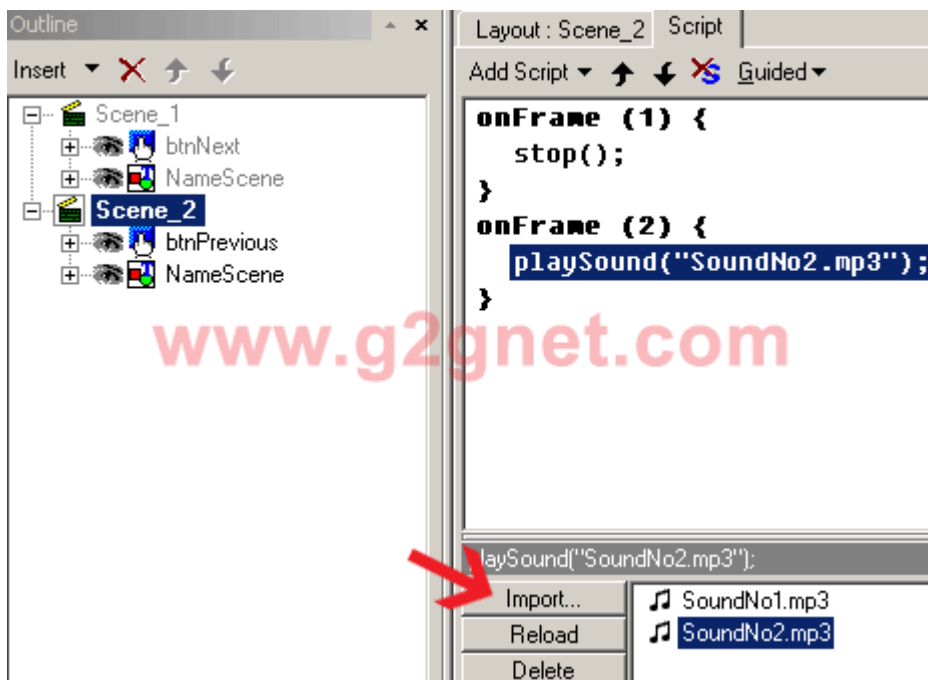 Outline
Insert
Scene_1
btnNext
NameScene
Scene_2
btnPrevious
NameScene
Layout : Scene_2 Script
Add Script Guided
onFrame (1) {
stop();
}
onFrame (2) {
playSound("SoundNo2.mp3");
}
www.g2gnet.com
playSound("SoundNo2.mp3");
Import... SoundNo1.mp3
Reload SoundNo2.mp3
Delete